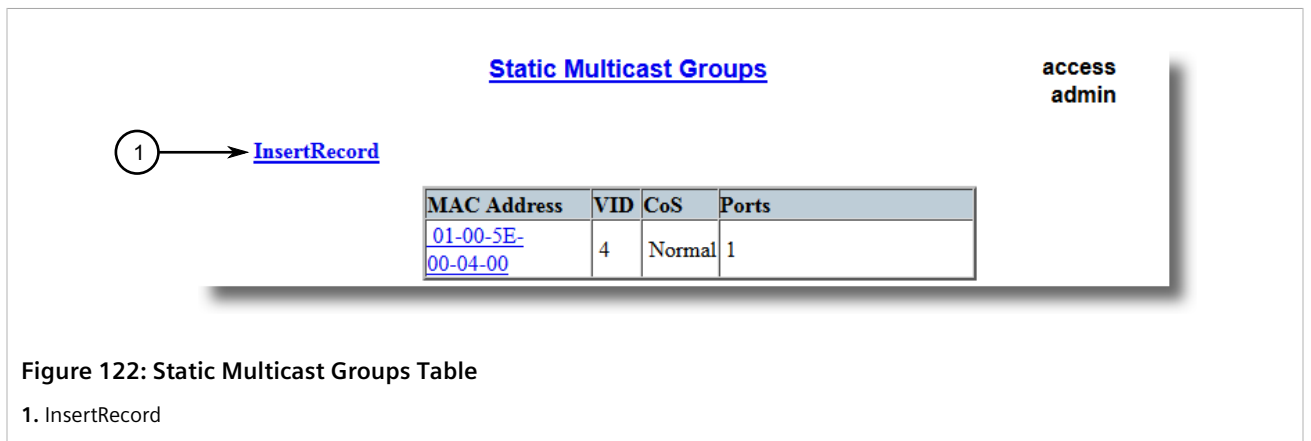 Static Multicast Groups
access
admin
1
InsertRecord
MAC Address VID CoS Ports
01-00-5E-
00-04-00 4 Normal 1
Figure 122: Static Multicast Groups Table
1. InsertRecord